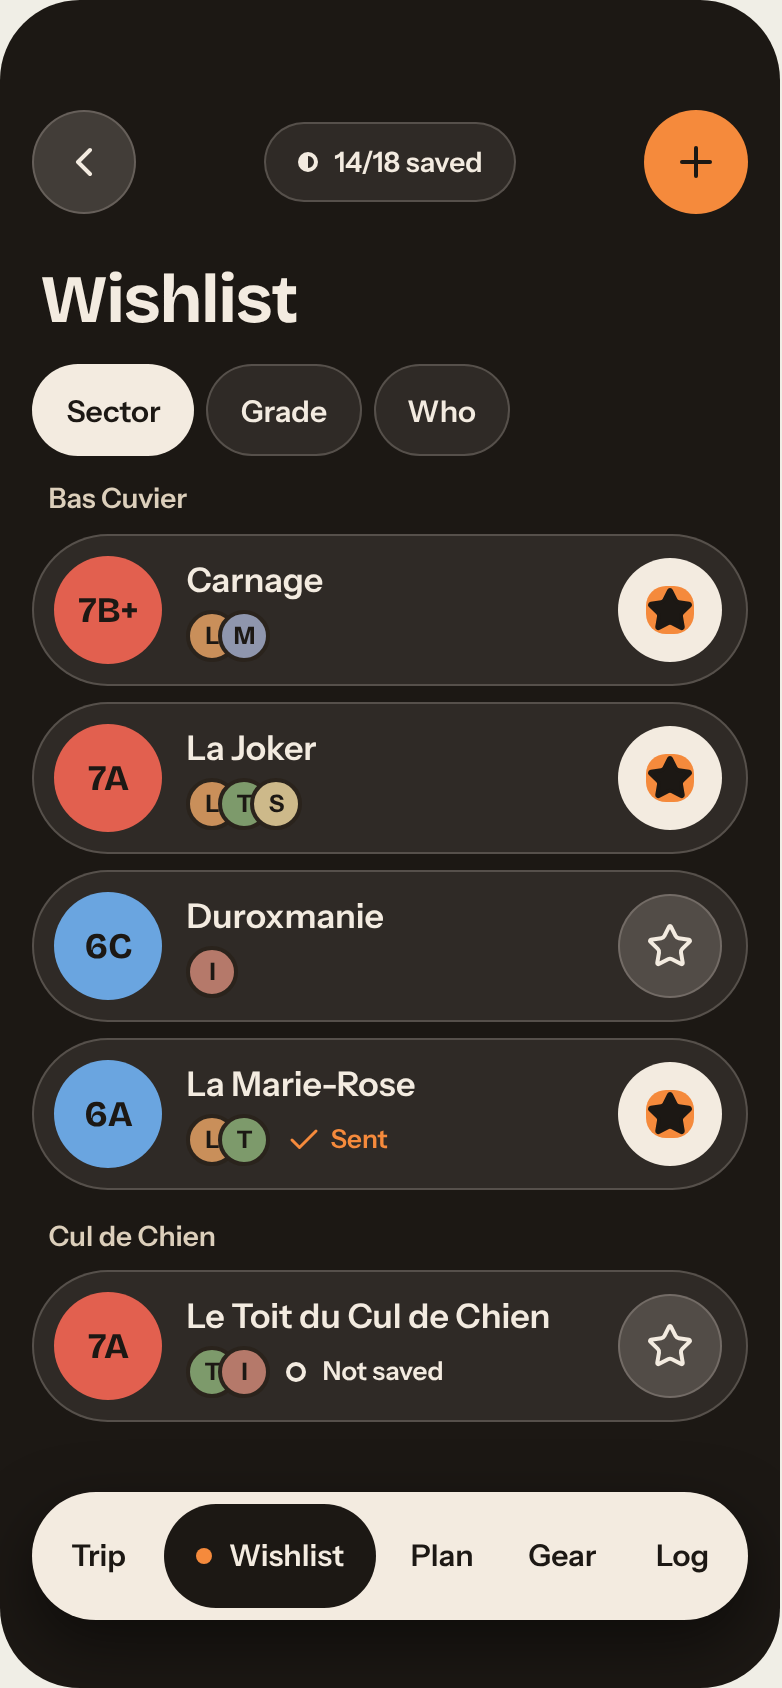 14/18 saved
Wishlist
Sector Grade Who
Bas Cuvier
7B+ Carnage
L M
7A La Joker
L T S
6C Duroxmanie
I
6A La Marie-Rose
L T Sent
Cul de Chien
7A Le Toit du Cul de Chien
T I Not saved
Trip Wishlist Plan Gear Log